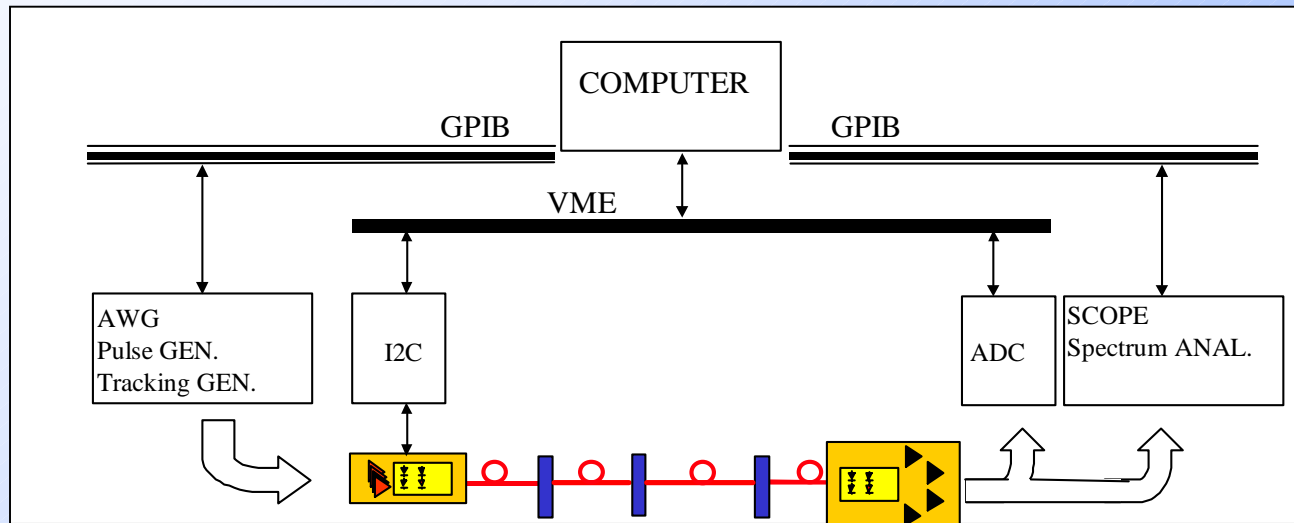 COMPUTER
GPIB
GPIB
VME
AWG
Pulse GEN.
Tracking GEN.
I2C
ADC
SCOPE
Spectrum ANAL.